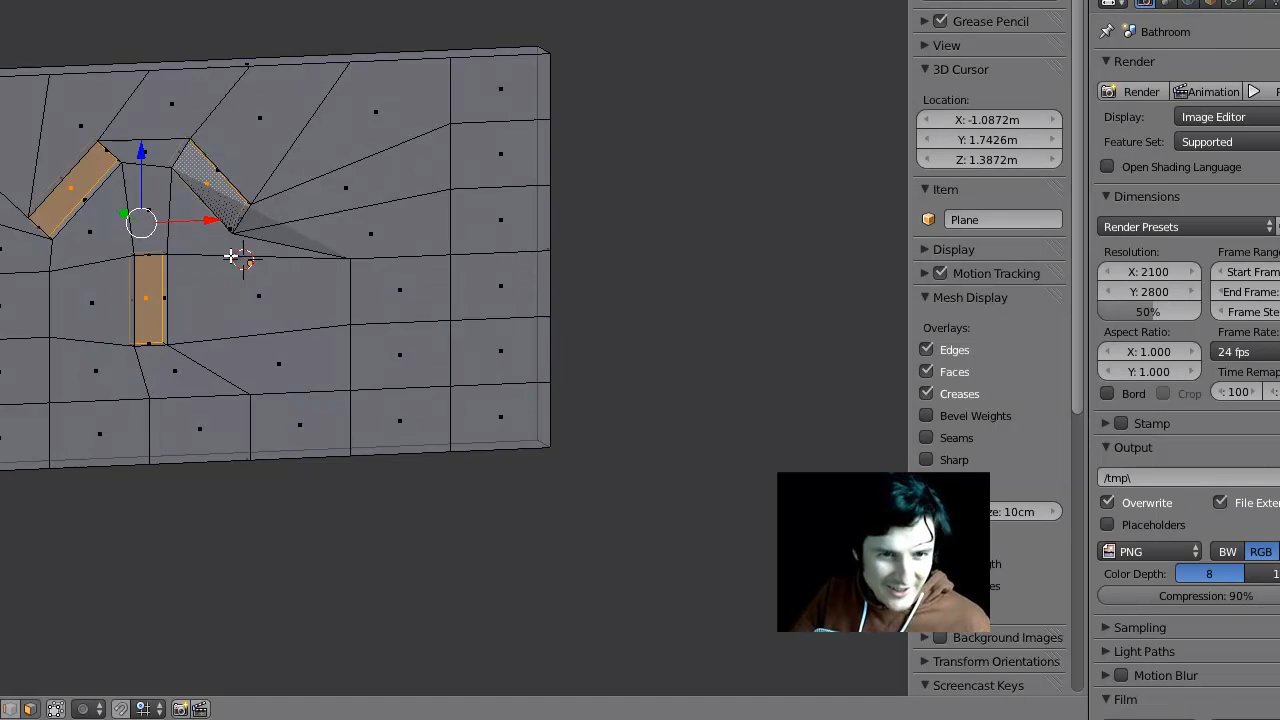 Grease Pencil
View
3D Cursor
Location:
X: -1.0872m
Y: 1.7426m
Z: 1.3872m
Item
Plane
Display
Motion Tracking
Mesh Display
Overlays:
Edges
Faces
Creases
Bevel Weights
Seams
Sharp
ze: 10cm
Background Images
Transform Orientations
Screencast Keys
Bathroom
Render
Render
Animation
Display:
Image Editor
Feature Set:
Supported
Open Shading Language
Dimensions
Render Presets
Resolution:
Frame Rang
X: 2100
Start Fram
Y: 2800
End Frame:
50%
Frame Ste
Aspect Ratio:
Frame Rate:
X: 1.000
24 fps
Y: 1.000
Time Remap
Bord
Crop
: 100
Stamp
Output
/tmp\
Overwrite
File Exten
Placeholders
PNG
BW
RGB
Color Depth:
8
1
Compression: 90%
Sampling
Light Paths
Motion Blur
Film